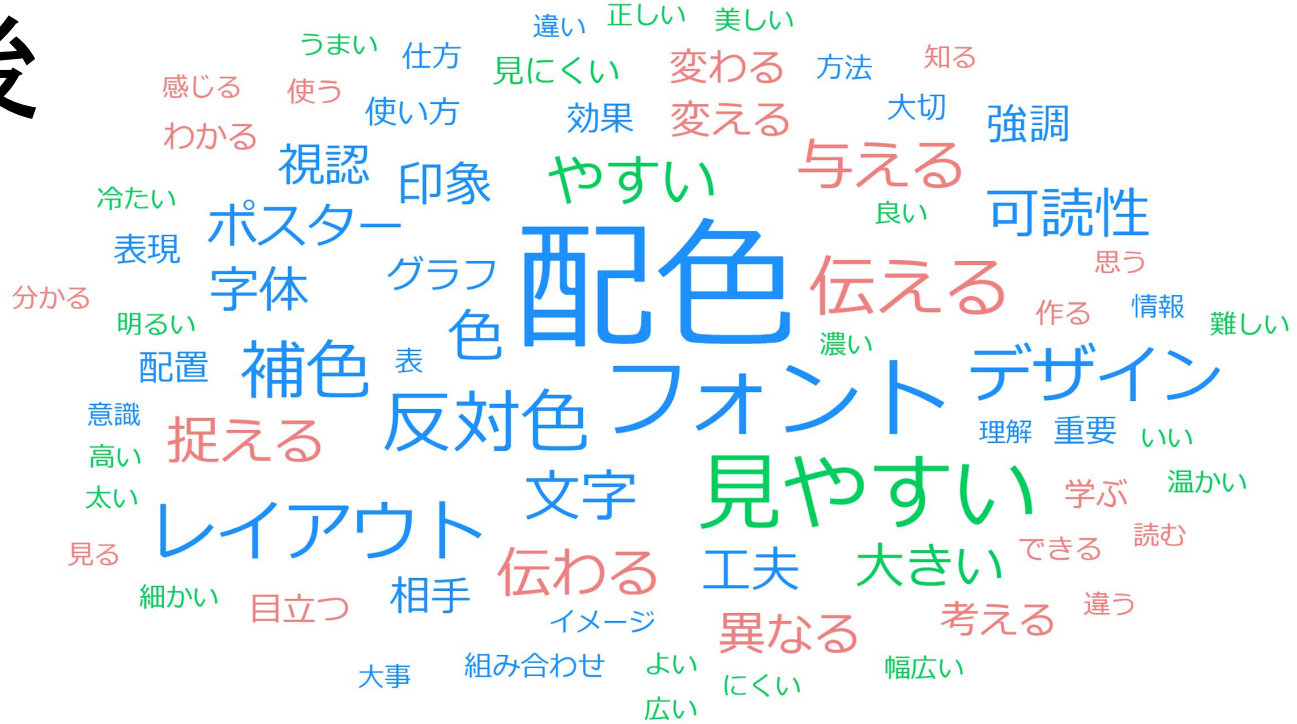 後
違い 正しい 美しい
うまい 仕方 見にくい 変わる 方法 知る
感じる 使う 使い方 効果 変える 大切 強調
わかる 視認 印象 やすい 与える 可読性
冷たい ポスター 良い
表現 字体 グラフ 配色 伝える 思う
分かる 明るい 色 濃い 作る 情報 難しい
配置 補色 表 フォント デザイン
意識 反対色 理解 重要 いい
高い 捉える 見やすい 温かい
太い レイアウト 文字 学ぶ
見る 伝わる 工夫 大きい できる 読む
細かい 目立つ 相手 イメージ 異なる 考える 違う
大事 組み合わせ よい にくい 幅広い
広い